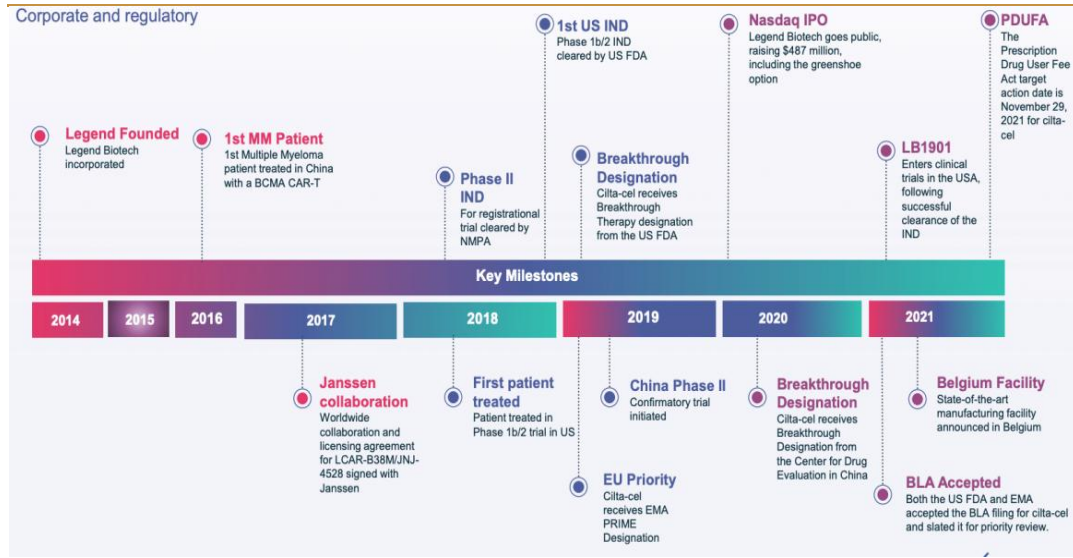 Corporate and regulatory
Legend Founded
Legend Biotech
incorporated
1st MM Patient
1st Multiple Myeloma
patient treated in China
with a BCMA CAR-T
Phase II
IND
For registrational
trial cleared by
NMPA
1st US IND
Phase 1b/2 IND
cleared by US FDA
Breakthrough
Designation
Cilta-cel receives
Breakthrough
Therapy designation
from the US FDA
Nasdaq IPO
Legend Biotech goes public,
raising $487 million,
including the greenshoe
option
LB1901
Enters clinical
trials in the USA,
following
successful
clearance of the
IND
PDUFA
The
Prescription
Drug User Fee
Act target
action date is
November 29,
2021 for cilta-
cel
Key Milestones
2014
2015
2016
2017
2018
2019
2020
2021
Janssen
collaboration
Worldwide
collaboration and
licensing agreement
for LCAR-B38M/JNJ-
4528 signed with
Janssen
First patient
treated
Patient treated in
Phase 1b/2 trial in US
EU Priority
Cilta-cel
receives EMA
PRIME
Designation
China Phase II
Confirmatory trial
initiated
Breakthrough
Designation
Cilta-cel receives
Breakthrough
Designation from
the Center for Drug
Evaluation in China
Belgium Facility
State-of-the-art
manufacturing facility
announced in Belgium
BLA Accepted
Both the US FDA and EMA
accepted the BLA filing for cilta-cel
and slated it for priority review.